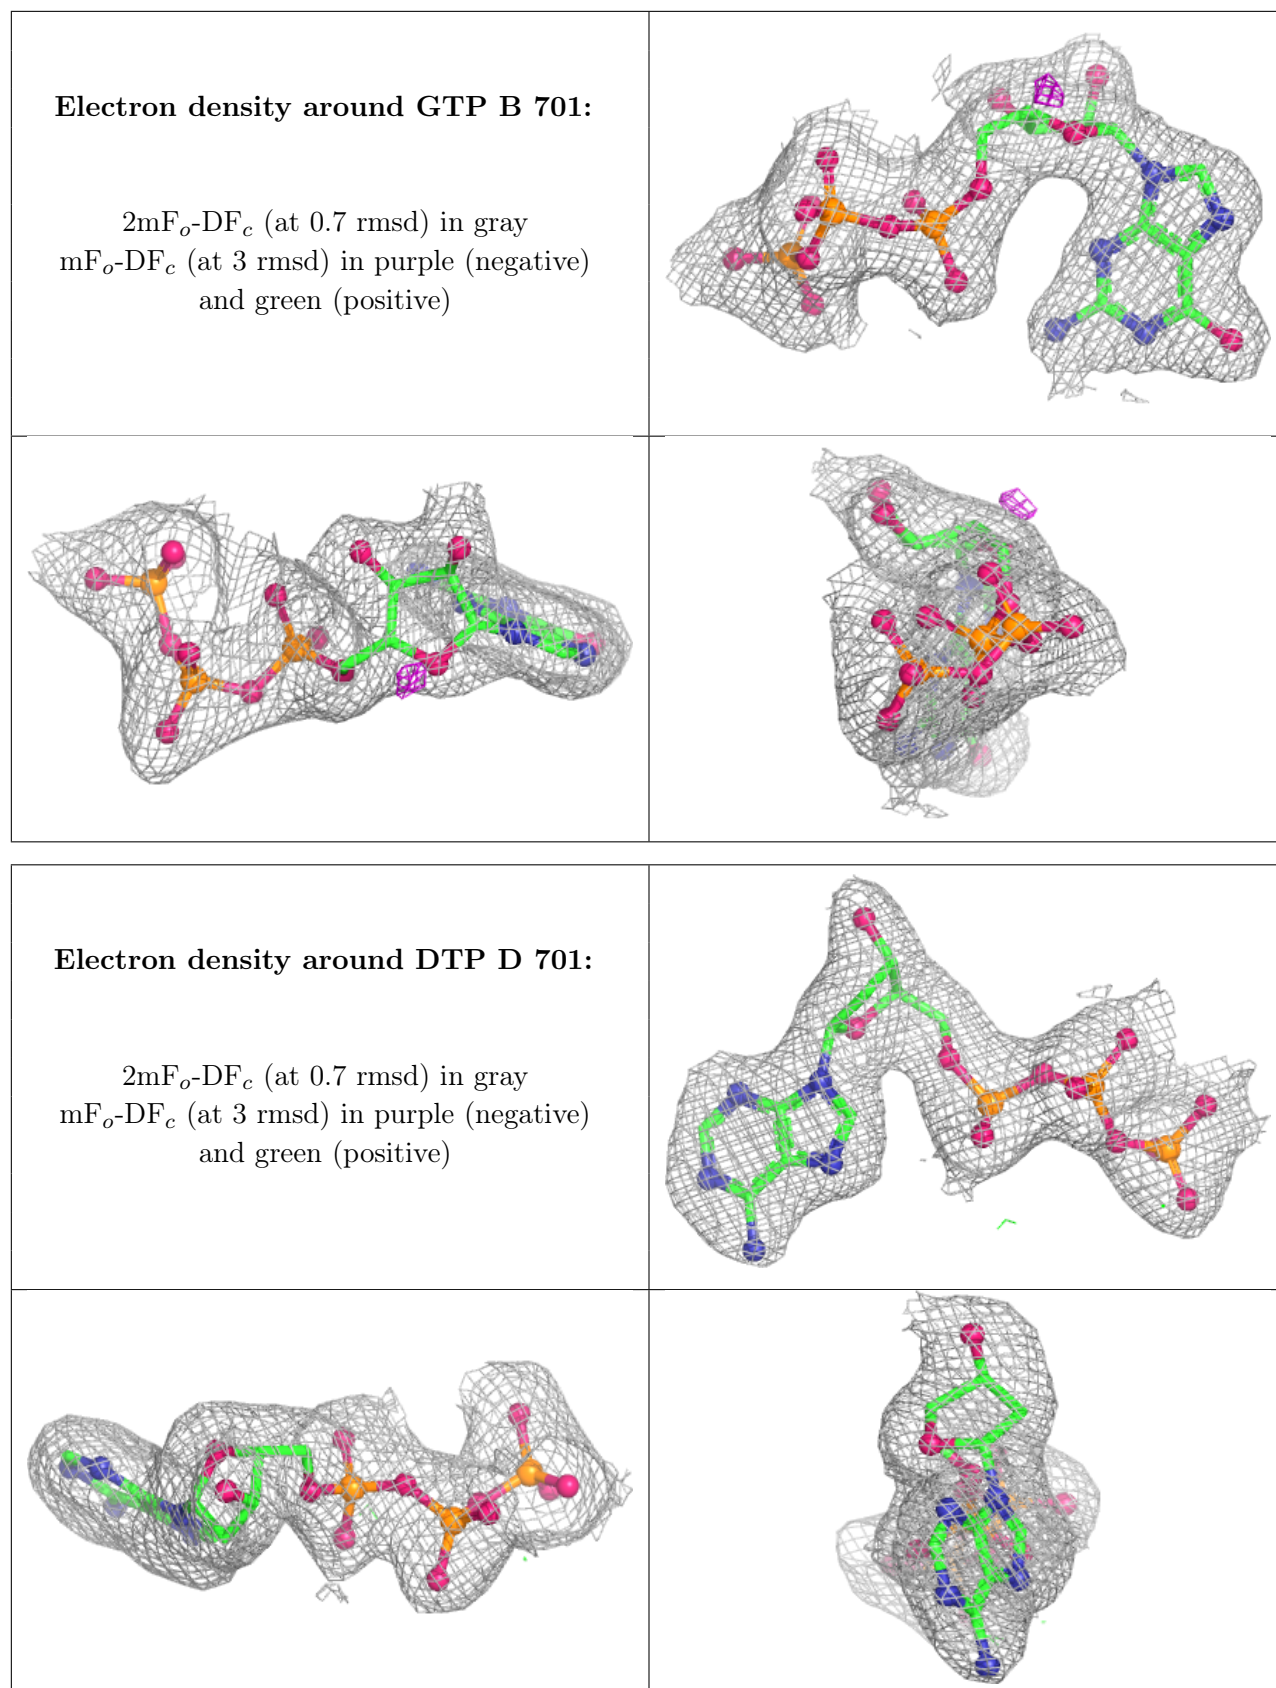 Electron density around GTP B 701:
2mFo-DFc (at 0.7 rmsd) in gray
mFo-DFc (at 3 rmsd) in purple (negative)
and green (positive)
Electron density around DTP D 701:
2mFo-DFc (at 0.7 rmsd) in gray
mFo-DFc (at 3 rmsd) in purple (negative)
and green (positive)